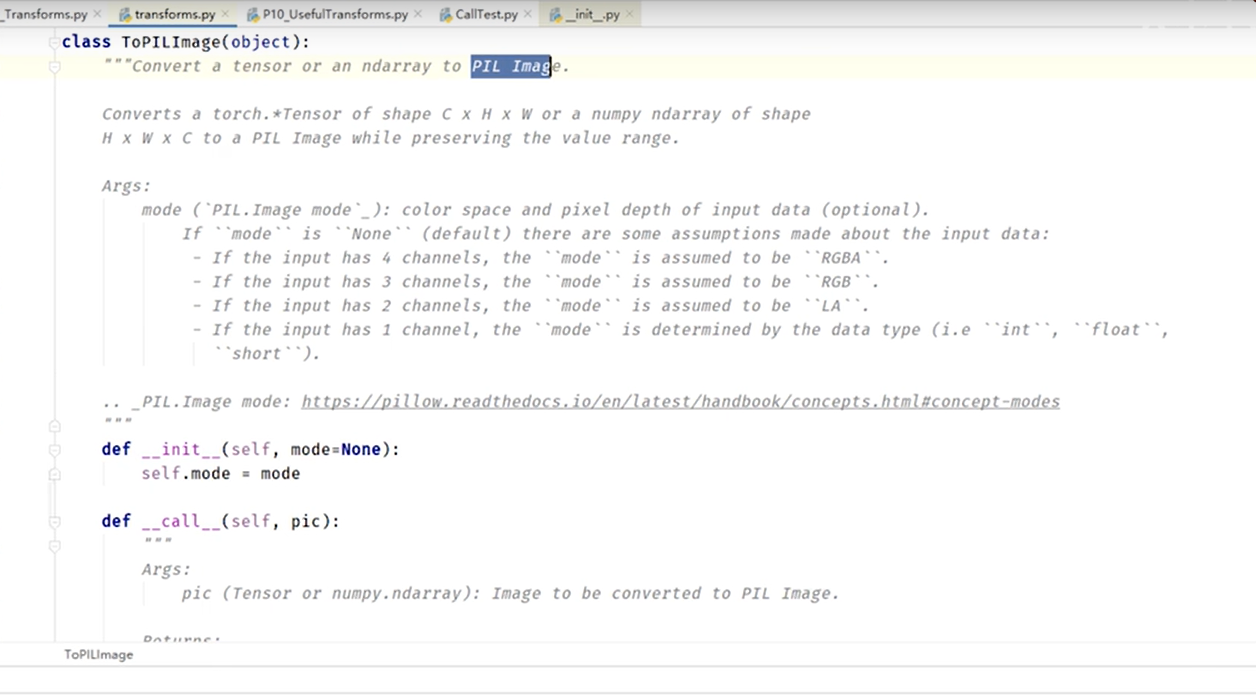 _Transforms.py × transforms.py × P10_UsefulTransforms.py × CallTest.py × __init__.py ×
class ToPILImage(object):
"""Convert a tensor or an ndarray to PIL Image.
Converts a torch.*Tensor of shape C x H x W or a numpy ndarray of shape
H x W x C to a PIL Image while preserving the value range.
Args:
mode (`PIL.Image mode`_): color space and pixel depth of input data (optional).
If ``mode`` is ``None`` (default) there are some assumptions made about the input data:
- If the input has 4 channels, the ``mode`` is assumed to be ``RGBA``.
- If the input has 3 channels, the ``mode`` is assumed to be ``RGB``.
- If the input has 2 channels, the ``mode`` is assumed to be ``LA``.
- If the input has 1 channel, the ``mode`` is determined by the data type (i.e ``int``, ``float``,
``short``).
.. _PIL.Image mode: https://pillow.readthedocs.io/en/latest/handbook/concepts.html#concept-modes
"""
def __init__(self, mode=None):
self.mode = mode
def __call__(self, pic):
"""
Args:
pic (Tensor or numpy.ndarray): Image to be converted to PIL Image.
Returns:
ToPILImage